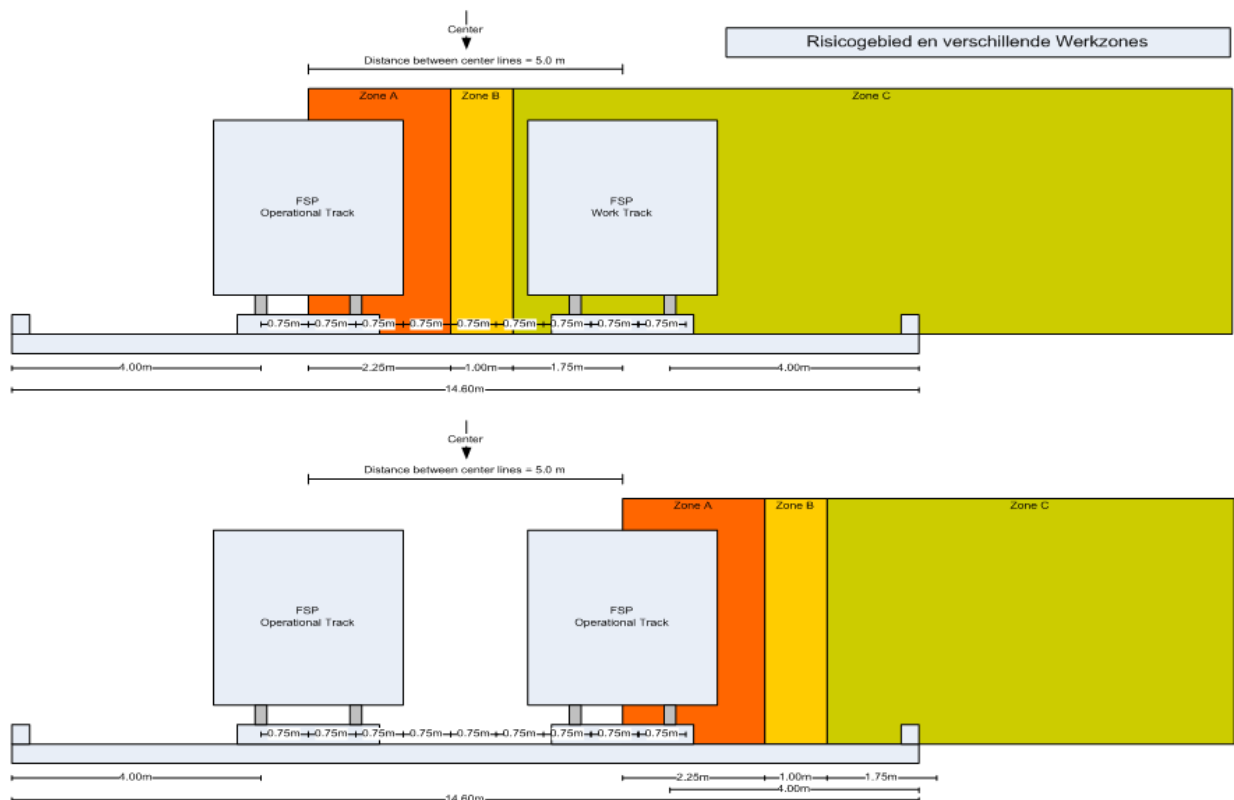 Center
Risicogebied en verschillende Werkzones
Distance between center lines = 5.0 m
Zone A
Zone B
Zone C
FSP
Operational Track
FSP
Work Track
0.75m 0.75m 0.75m 0.75m 0.75m 0.75m 0.75m 0.75m 0.75m
4.00m 2.25m 1.00m 1.75m 4.00m
14.60m
Center
Distance between center lines = 5.0 m
Zone A
Zone B
Zone C
FSP
Operational Track
FSP
Operational Track
0.75m 0.75m 0.75m 0.75m 0.75m 0.75m 0.75m 0.75m 0.75m
4.00m 2.25m 1.00m 1.75m
4.00m
14.60m